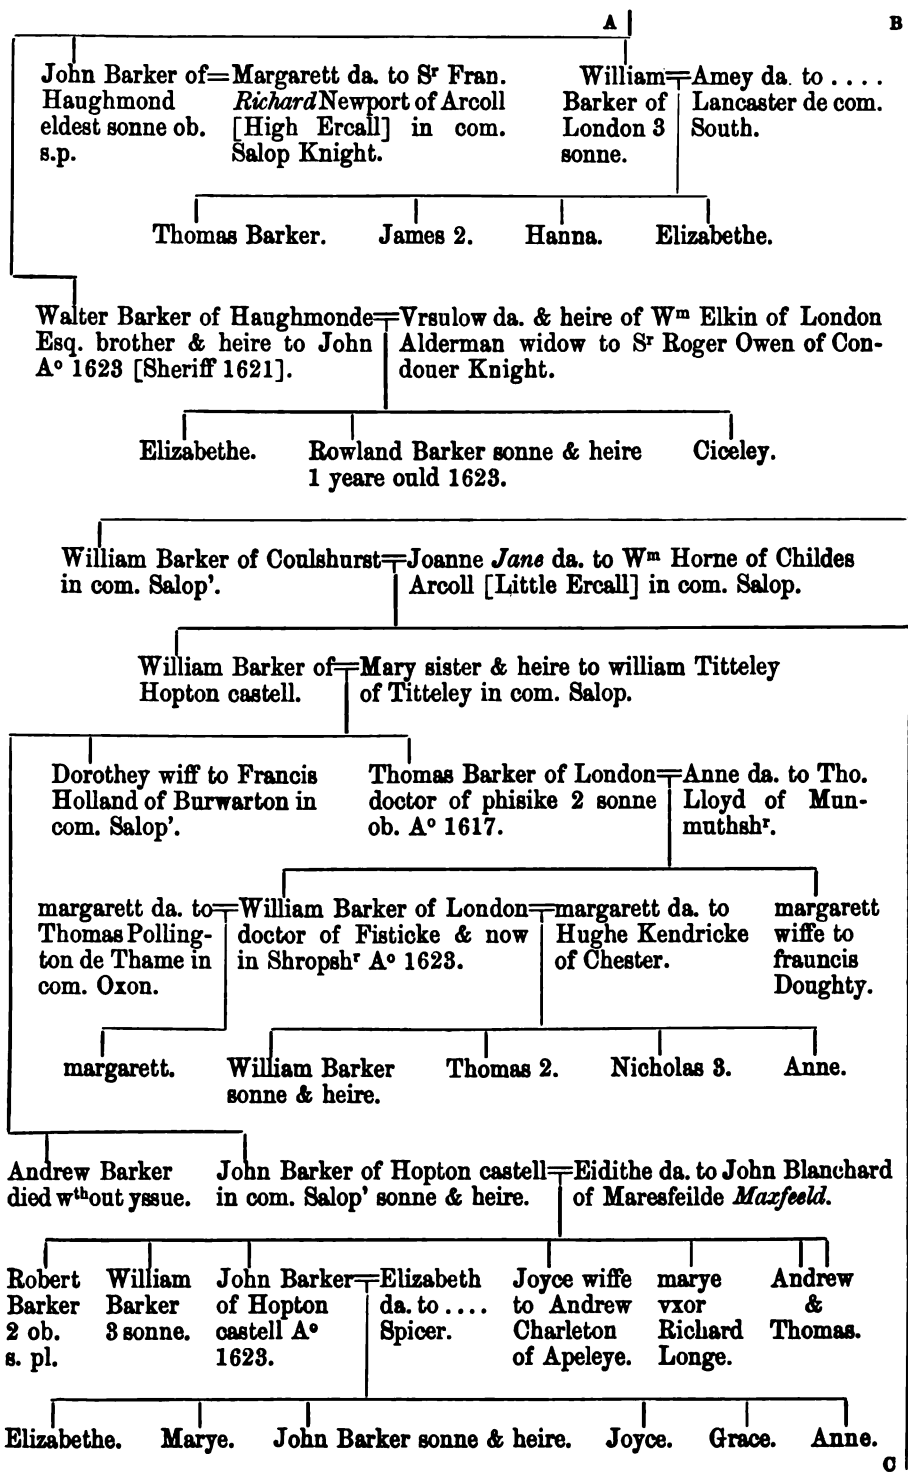 A B
John Barker of=Margarett da. to Sʳ Fran. William=Amey da. to ....
Haughmond Richard Newport of Arcoll Barker of Lancaster de com.
eldest sonne ob. [High Ercall] in com. London 3 South.
s.p. Salop Knight. sonne.
Thomas Barker. James 2. Hanna. Elizabethe.
Walter Barker of Haughmonde=Vrsulow da. & heire of Wᵐ Elkin of London
Esq. brother & heire to John Alderman widow to Sʳ Roger Owen of Con-
Aº 1623 [Sheriff 1621]. douer Knight.
Elizabethe. Rowland Barker sonne & heire Ciceley.
1 yeare ould 1623.
William Barker of Coulshurst=Joanne Jane da. to Wᵐ Horne of Childes
in com. Salop'. Arcoll [Little Ercall] in com. Salop.
William Barker of=Mary sister & heire to william Titteley
Hopton castell. of Titteley in com. Salop.
Dorothey wiff to Francis Thomas Barker of London=Anne da. to Tho.
Holland of Burwarton in doctor of phisike 2 sonne Lloyd of Mun-
com. Salop'. ob. Aº 1617. muthshʳ.
margarett da. to=William Barker of London=margarett da. to margarett
Thomas Polling- doctor of Fisticke & now Hughe Kendricke wiffe to
ton de Thame in in Shropshʳ Aº 1623. of Chester. frauncis
com. Oxon. Doughty.
margarett. William Barker Thomas 2. Nicholas 3. Anne.
sonne & heire.
Andrew Barker John Barker of Hopton castell=Eidithe da. to John Blanchard
died wᵗʰout yssue. in com. Salop' sonne & heire. of Maresfeilde Maxfeeld.
Robert William John Barker=Elizabeth Joyce wiffe marye Andrew
Barker Barker of Hopton da. to .... to Andrew vxor &
2 ob. 3 sonne. castell Aº Spicer. Charleton Richard Thomas.
s. pl. 1623. of Apeleye. Longe.
Elizabethe. Marye. John Barker sonne & heire. Joyce. Grace. Anne.
C